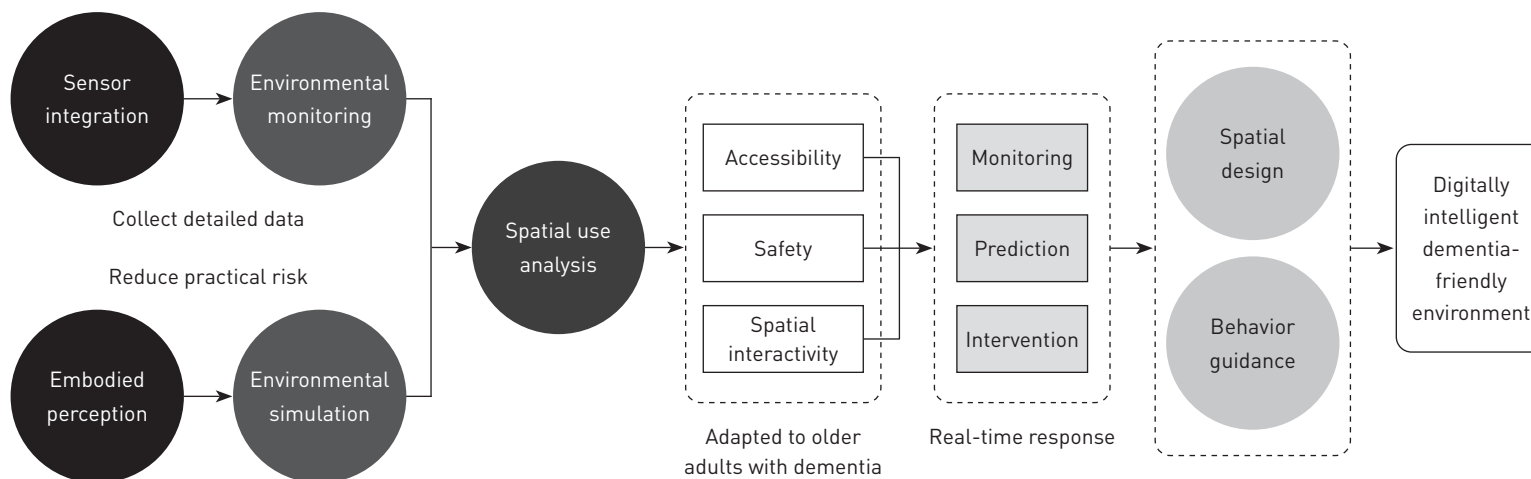 Sensor
integration
Environmental
monitoring
Collect detailed data
Reduce practical risk
Embodied
perception
Environmental
simulation
Spatial use
analysis
Accessibility
Safety
Spatial
interactivity
Adapted to older
adults with dementia
Monitoring
Prediction
Intervention
Real-time response
Spatial
design
Behavior
guidance
Digitally
intelligent
dementia-
friendly
environment